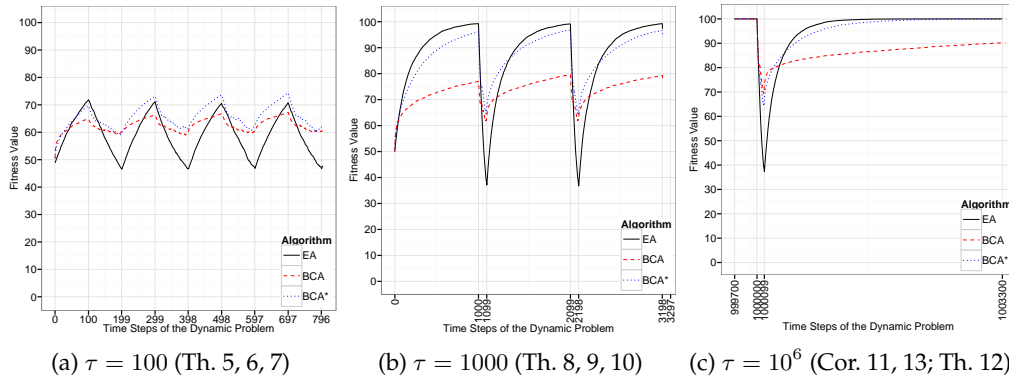 100
90
80
70
60
50
40
30
20
10
0
Fitness Value
Algorithm
EA
BCA
BCA*
0 100 199 299 398 498 597 697 796
Time Steps of the Dynamic Problem
(a) τ = 100 (Th. 5, 6, 7)
100
90
80
70
60
50
40
30
20
10
0
Fitness Value
Algorithm
EA
BCA
BCA*
0 1000 1099 2099 2198 3198 3297
Time Steps of the Dynamic Problem
(b) τ = 1000 (Th. 8, 9, 10)
100
90
80
70
60
50
40
30
20
10
0
Fitness Value
Algorithm
EA
BCA
BCA*
999700 1000000 1000099 1003300
Time Steps of the Dynamic Problem
(c) τ = 10⁶ (Cor. 11, 13; Th. 12)